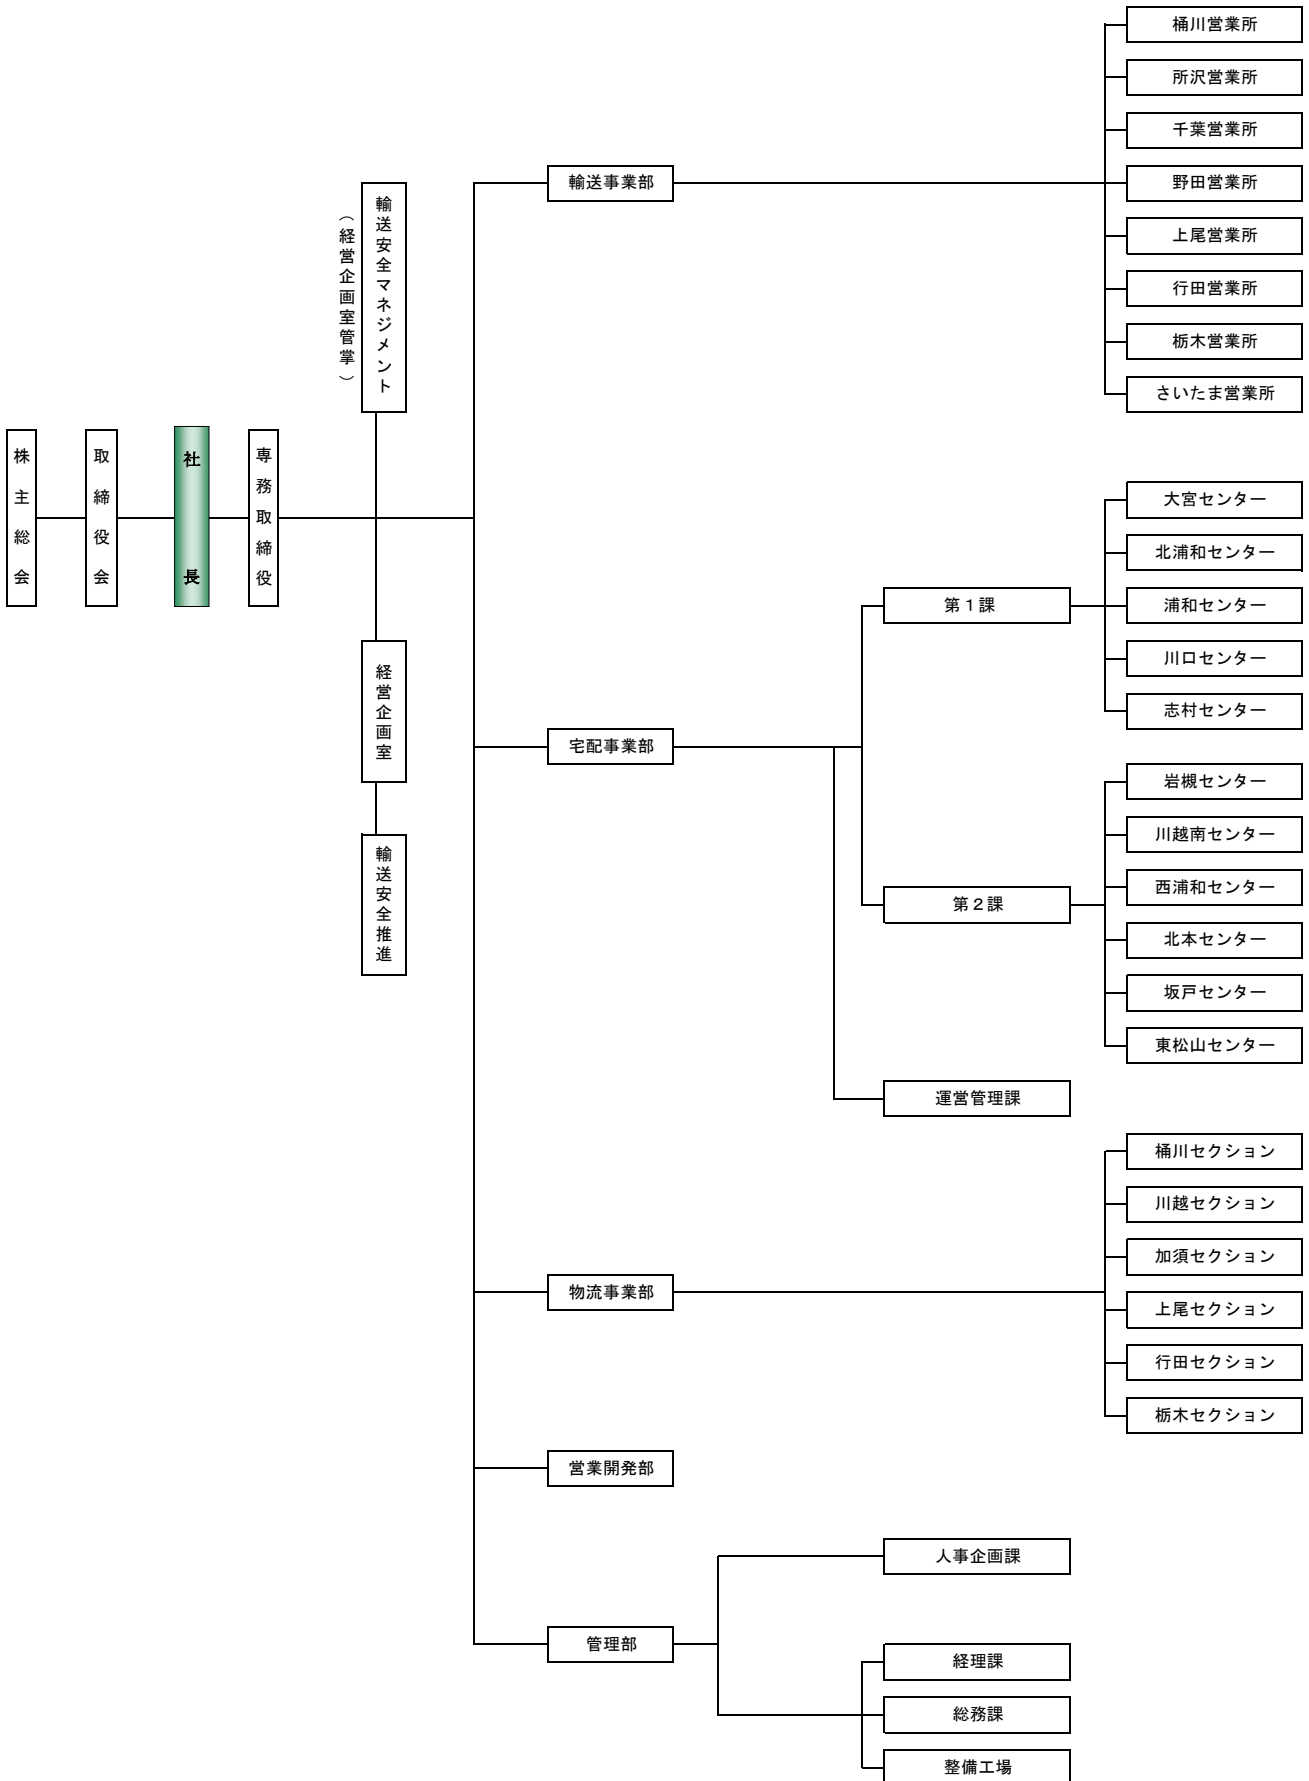 株主総会
取締役会
社長
専務取締役
輸送安全マネジメント
（経営企画室管掌）
経営企画室
輸送安全推進
輸送事業部
桶川営業所
所沢営業所
千葉営業所
野田営業所
上尾営業所
行田営業所
栃木営業所
さいたま営業所
宅配事業部
第１課
大宮センター
北浦和センター
浦和センター
川口センター
志村センター
第２課
岩槻センター
川越南センター
西浦和センター
北本センター
坂戸センター
東松山センター
運営管理課
物流事業部
桶川セクション
川越セクション
加須セクション
上尾セクション
行田セクション
栃木セクション
営業開発部
管理部
人事企画課
経理課
総務課
整備工場